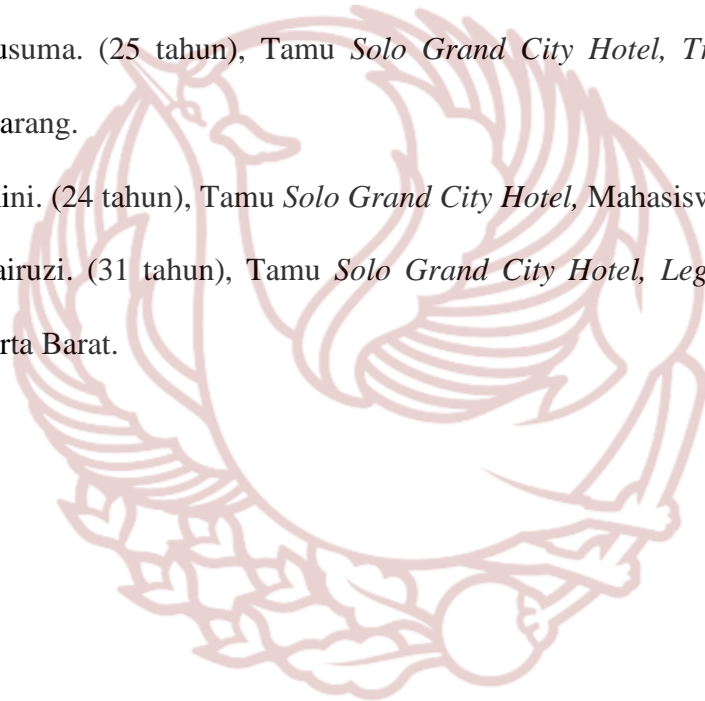 usuma. (25 tahun), Tamu Solo Grand City Hotel, Tr
arang.
ini. (24 tahun), Tamu Solo Grand City Hotel, Mahasisw
airuzi. (31 tahun), Tamu Solo Grand City Hotel, Leg
rta Barat.